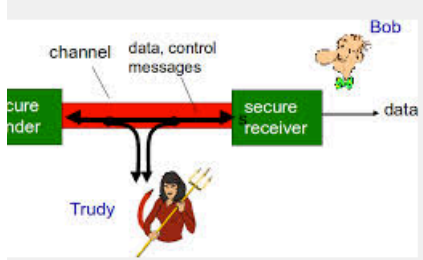 Bob
channel
data, control
messages
cure
nder
s
secure
receiver
data
Trudy